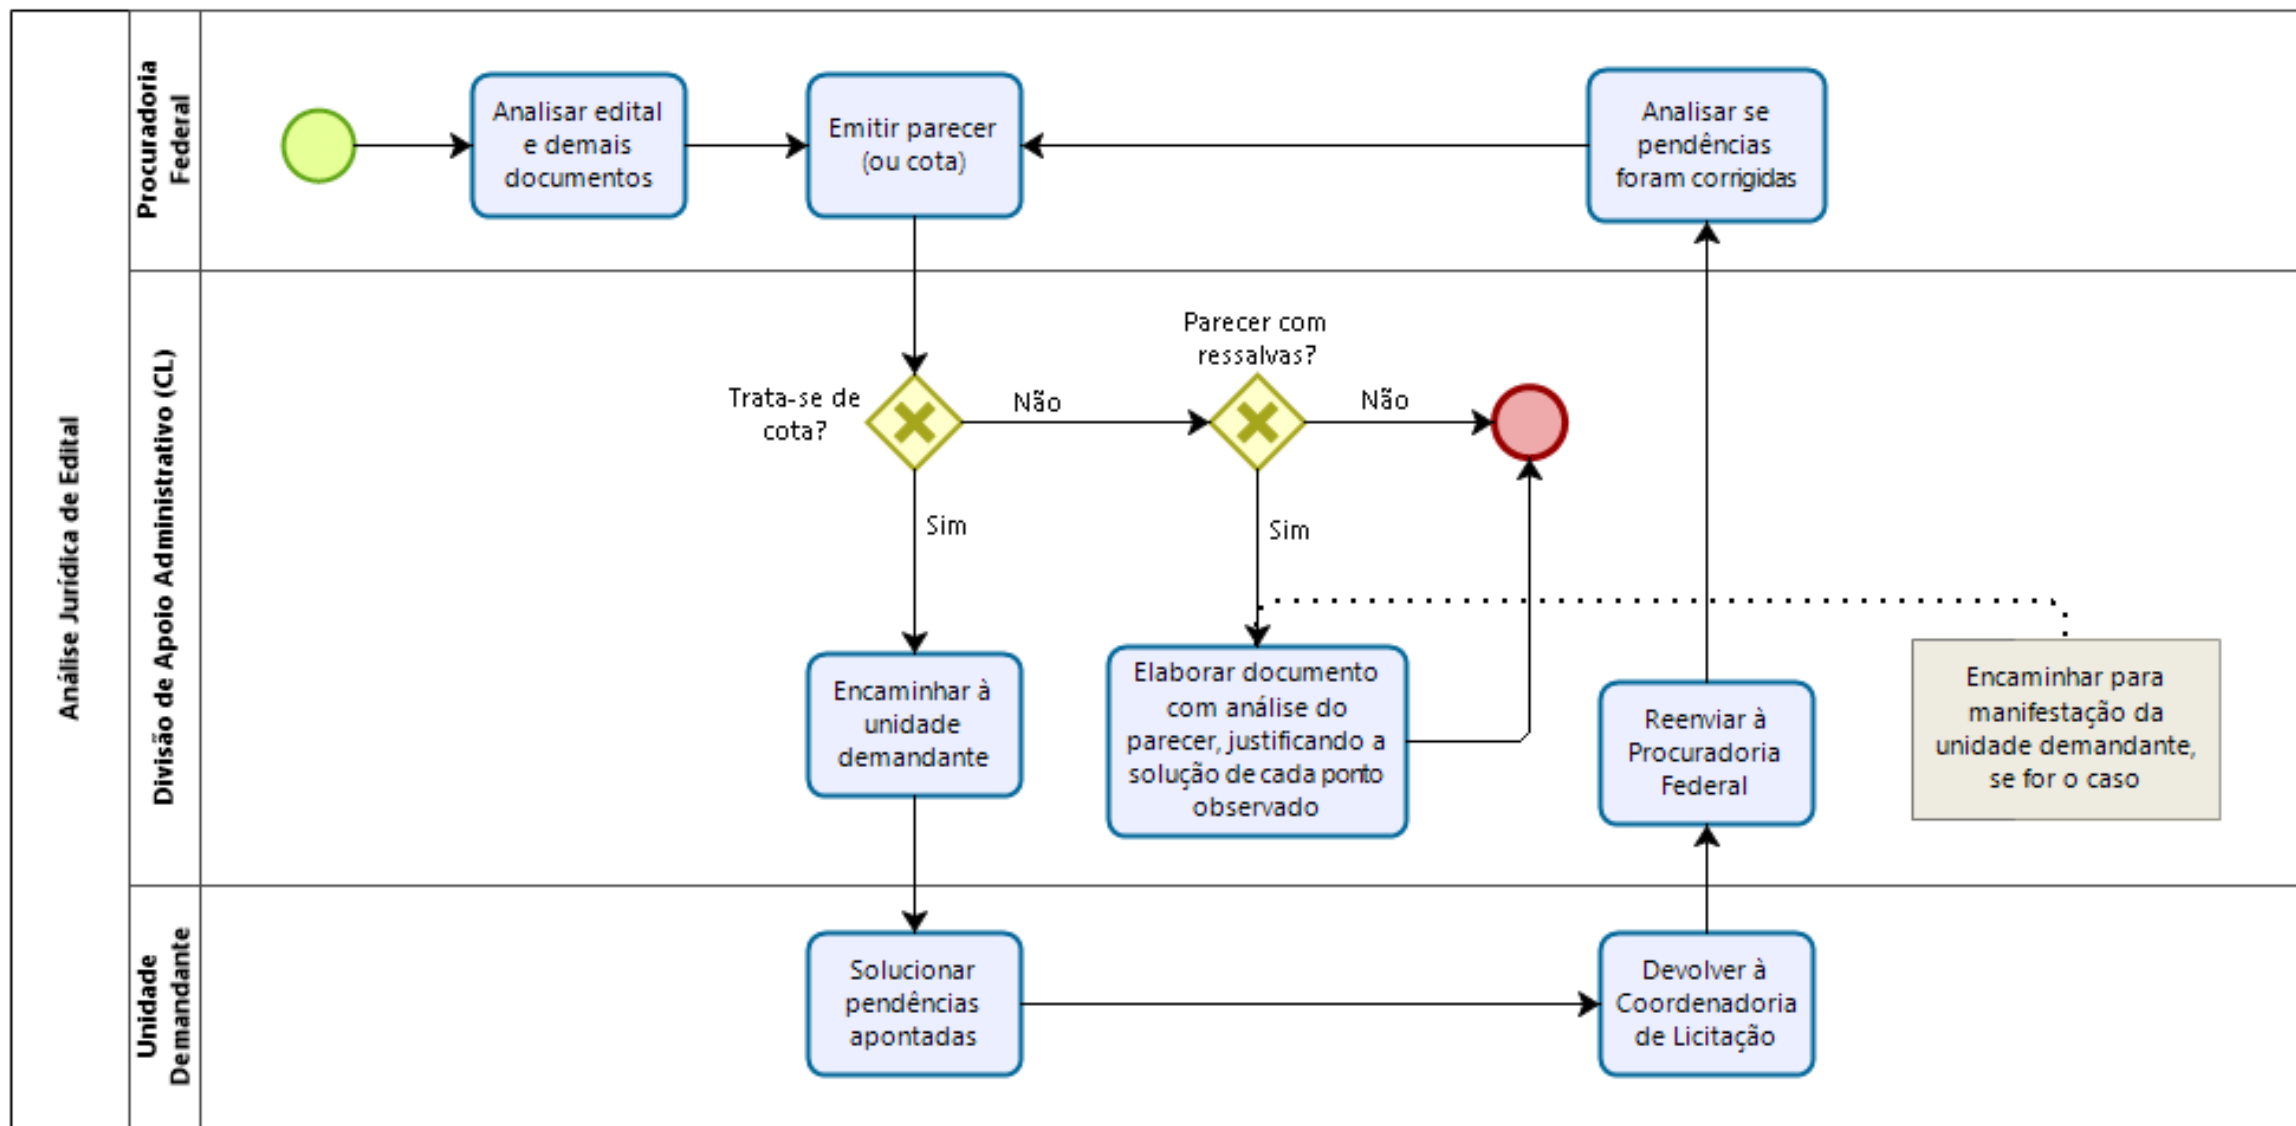 Análise Jurídica de Edital
Procuradoria
Federal
Analisar edital
e demais
documentos
Emitir parecer
(ou cota)
Analisar se
pendências
foram corrigidas
Divisão de Apoio Administrativo (CL)
Trata-se de
cota?
Não
Sim
Parecer com
ressalvas?
Não
Sim
Encaminhar à
unidade
demandante
Elaborar documento
com análise do
parecer, justificando a
solução de cada ponto
observado
Reenviar à
Procuradoria
Federal
Encaminhar para
manifestação da
unidade demandante,
se for o caso
Unidade
Demandante
Solucionar
pendências
apontadas
Devolver à
Coordenadoria
de Licitação